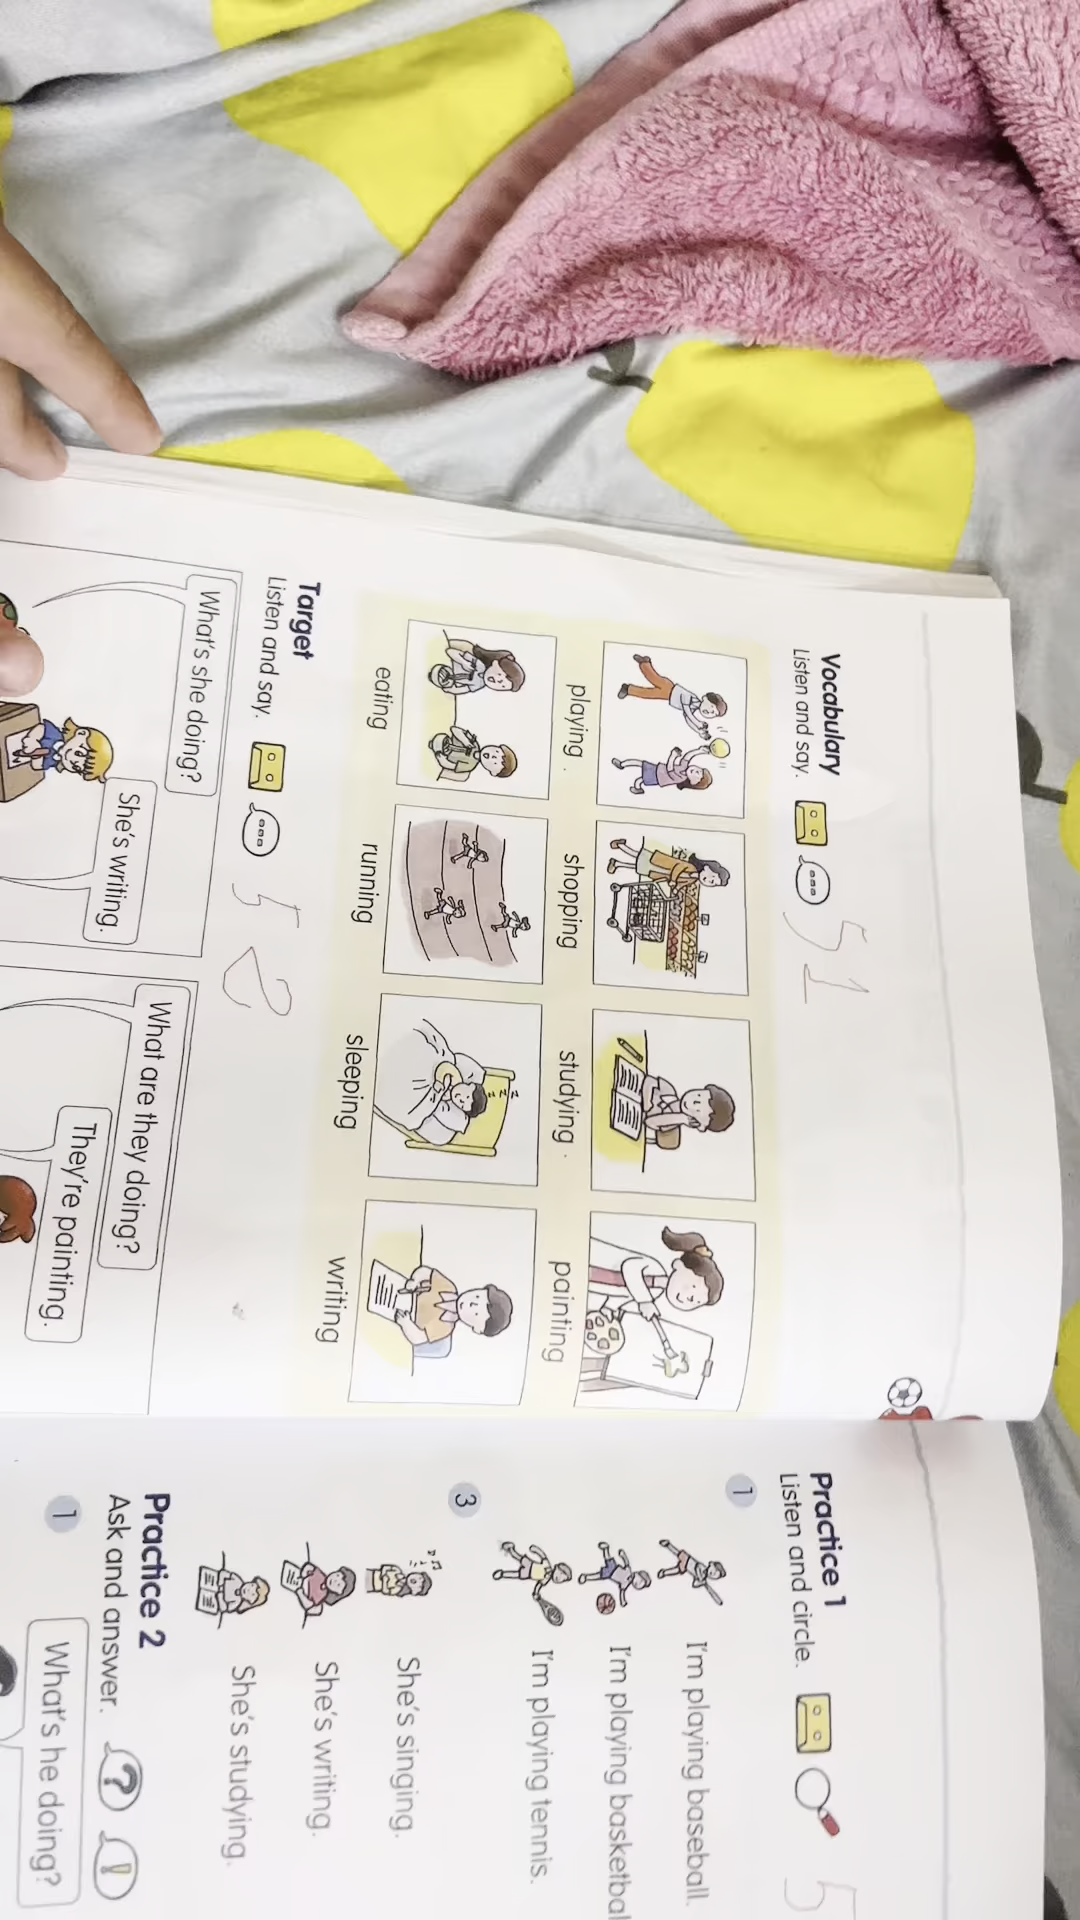 Vocabulary
Listen and say.
51
playing
shopping
studying
painting
eating
running
sleeping
writing
Target
Listen and say.
52
What's she doing?
She's writing.
What are they doing?
They're painting.
Practice 1
Listen and circle.
5
1
I'm playing baseball.
I'm playing basketbal
I'm playing tennis.
3
She's singing.
She's writing.
She's studying.
Practice 2
Ask and answer.
1
What's he doing?